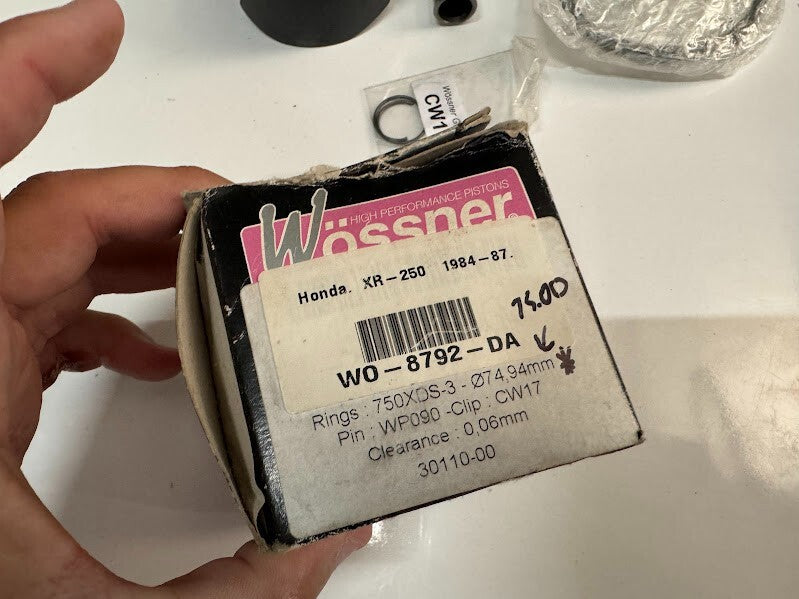 Wössner G
CW1
HIGH PERFORMANCE PISTONS
Wössner®
Honda. XR-250 1984-87.
75.00
WO-8792-DA
Rings : 750XDS-3 - Ø74,94mm
Pin : WP090 -Clip : CW17
Clearance : 0,06mm
30110-00